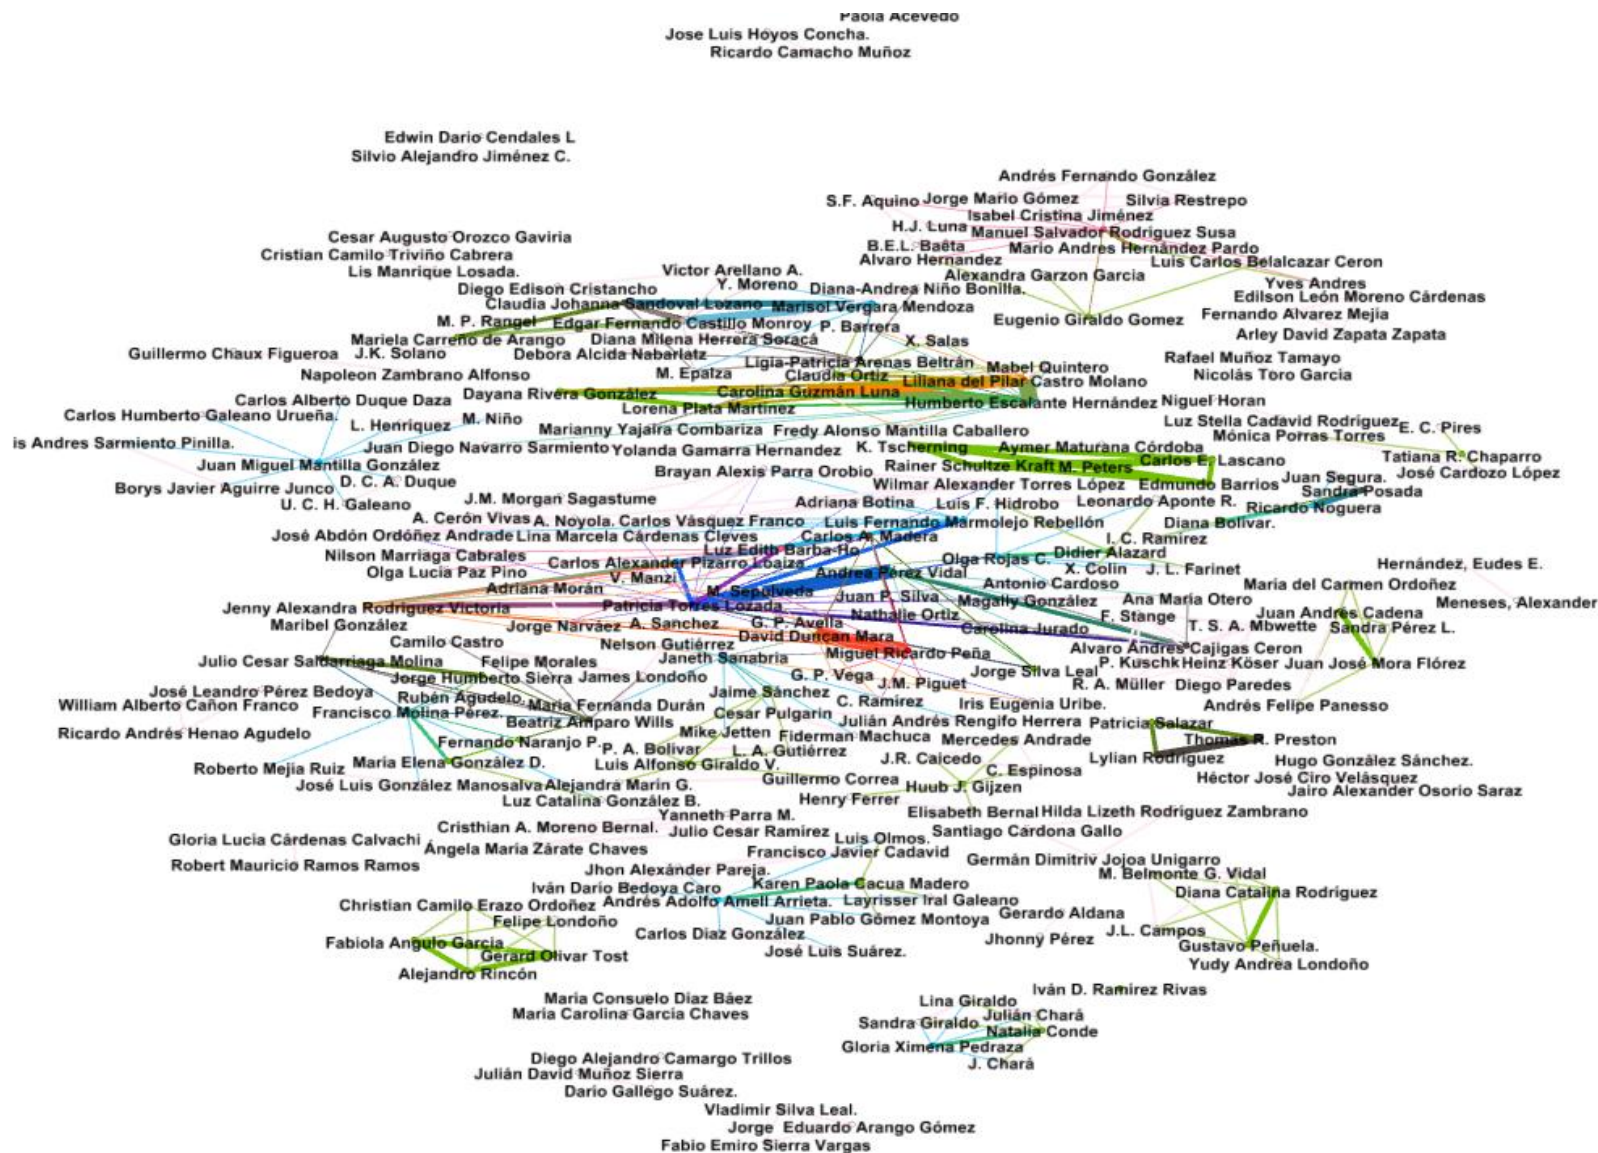 Paola Acevedo
Jose Luis Hoyos Concha.
Ricardo Camacho Muñoz
Edwin Dario Cendales L
Silvio Alejandro Jiménez C.
Andrés Fernando González
S.F. Aquino
Jorge Mario Gómez
Silvia Restrepo
Isabel Cristina Jiménez
H.J. Luna
Manuel Salvador Rodríguez Susa
Cesar Augusto Orozco Gaviria
B.E.L. Baêta
Mario Andres Hernández Pardo
Cristian Camilo Triviño Cabrera
Alvaro Hernandez
Luis Carlos Belalcazar Ceron
Lis Manrique Losada.
Victor Arellano A.
Alexandra Garzon Garcia
Yves Andres
Diego Edison Cristancho
Y. Moreno
Diana-Andrea Niño Bonilla.
Edilson León Moreno Cárdenas
Claudia Johanna Sandoval Lozano
Marisol Vergara Mendoza
Fernando Alvarez Mejia
M. P. Rangel
Edgar Fernando Castillo Monroy
P. Barrera
Eugenio Giraldo Gomez
Arley David Zapata Zapata
Mariela Carreño de Arango
Diana Milena Herrera Soracá
X. Salas
Guillermo Chaux Figueroa
J.K. Solano
Debora Alcida Nabarlatz
Ligia-Patricia Arenas Beltrán
Rafael Muñoz Tamayo
Napoleon Zambrano Alfonso
M. Epalza
Claudia Ortiz
Mabel Quintero
Nicolás Toro Garcia
Carlos Alberto Duque Daza
Dayana Rivera González
Carolina Guzmán Luna
Liliana del Pilar Castro Molano
Lorena Plata Martinez
Humberto Escalante Hernández
Niguel Horan
Carlos Humberto Galeano Urueña.
L. Henriquez
M. Niño
Marianny Yajaira Combariza
Fredy Alonso Mantilla Caballero
Luz Stella Cadavid Rodríguez
E. C. Pires
is Andres Sarmiento Pinilla.
Juan Diego Navarro Sarmiento
Yolanda Gamarra Hernandez
K. Tscherning
Aymer Maturana Córdoba
Mónica Porras Torres
Tatiana R. Chaparro
Juan Miguel Mantilla González
Brayan Alexis Parra Orobio
Rainer Schultze Kraft
M. Peters
Carlos E. Lascano
José Cardozo López
Borys Javier Aguirre Junco
D. C. A. Duque
Wilmar Alexander Torres López
Edmundo Barrios
Juan Segura.
Sandra Posada
U. C. H. Galeano
J.M. Morgan Sagastume
Adriana Botina
Luis F. Hidrobo
Leonardo Aponte R.
Ricardo Noguera
A. Cerón Vivas
A. Noyola.
Carlos Vásquez Franco
Luis Fernando Marmolejo Rebellón
Diana Bolivar.
José Abdón Ordóñez Andrade
Lina Marcela Cárdenas Cleves
Carlos A. Madera
I. C. Ramírez
Nilson Marriaga Cabrales
Luz Edith Barba-Ho
Olga Rojas C.
Didier Alazard
Hernández, Eudes E.
Olga Lucia Paz Pino
Carlos Alexander Pizarro Loaiza
Andrea Pérez Vidal
X. Colin
J. L. Farinet
V. Manzi
Adriana Morán
M. Sepúlveda
Juan P. Silva
Antonio Cardoso
María del Carmen Ordoñez
Magally González
Ana María Otero
Meneses, Alexander
Jenny Alexandra Rodriguez Victoria
Patricia Torres Lozada
Nathalie Ortiz
F. Stange
Juan Andrés Cadena
Maribel González
Jorge Narváez
A. Sanchez
G. P. Avella
Carolina Jurado
T. S. A. Mbwette
Sandra Pérez L.
Camilo Castro
Nelson Gutiérrez
David Duncan Mara
Alvaro Andres Cajigas Ceron
Julio Cesar Saldarriaga Molina
Felipe Morales
Janeth Sanabria
Miguel Ricardo Peña
Jorge Silva Leal
P. Kuschk
Heinz Köser
Juan José Mora Flórez
Jorge Humberto Sierra
James Londoño
G. P. Vega
J.M. Piguet
R. A. Müller
Diego Paredes
José Leandro Pérez Bedoya
Rubén Agudelo
María Fernanda Durán
Jaime Sánchez
C. Ramírez
Iris Eugenia Uribe.
Andrés Felipe Panesso
William Alberto Cañon Franco
Francisco Molina Pérez.
Beatriz Amparo Wills
Cesar Pulgarin
Julián Andrés Rengifo Herrera
Patricia Salazar
Ricardo Andrés Henao Agudelo
Mike Jetten
Fiderman Machuca
Mercedes Andrade
Thomas R. Preston
Fernando Naranjo P.
P. A. Bolivar
L. A. Gutiérrez
J.R. Caicedo
Lylian Rodríguez
Hugo González Sánchez.
Roberto Mejia Ruiz
María Elena González D.
Luis Alfonso Giraldo V.
C. Espinosa
Héctor José Ciro Velásquez
José Luis González Manosalva
Alejandra Marín G.
Guillermo Correa
Huub J. Gijzen
Jairo Alexander Osorio Saraz
Luz Catalina González B.
Henry Ferrer
Elisabeth Bernal
Hilda Lizeth Rodríguez Zambrano
Yanneth Parra M.
Gloria Lucia Cárdenas Calvachi
Cristhian A. Moreno Bernal.
Julio Cesar Ramírez
Luis Olmos.
Santiago Cardona Gallo
Ángela María Zárate Chaves
Francisco Javier Cadavid
Germán Dimitriv Jojoa Unigarro
Robert Mauricio Ramos Ramos
Jhon Alexánder Pareja.
M. Belmonte G. Vidal
Iván Darío Bedoya Caro
Karen Paola Cacua Madero
Diana Catalina Rodríguez
Christian Camilo Erazo Ordoñez
Andrés Adolfo Amell Arrieta.
Layrisser Iral Galeano
Felipe Londoño
Juan Pablo Gómez Montoya
Gerardo Aldana
Carlos Diaz González
J.L. Campos
Fabiola Angulo Garcia
José Luis Suárez.
Jhonny Pérez
Gustavo Peñuela.
Gerard Olivar Tost
Yudy Andrea Londoño
Alejandro Rincón
Iván D. Ramírez Rivas
María Consuelo Díaz Báez
Lina Giraldo
María Carolina García Chaves
Julián Chará
Sandra Giraldo
Natalia Conde
Gloria Ximena Pedraza
Diego Alejandro Camargo Trillos
J. Chará
Julián David Muñoz Sierra
Dario Gallego Suárez.
Vladimir Silva Leal.
Jorge Eduardo Arango Gómez
Fabio Emiro Sierra Vargas